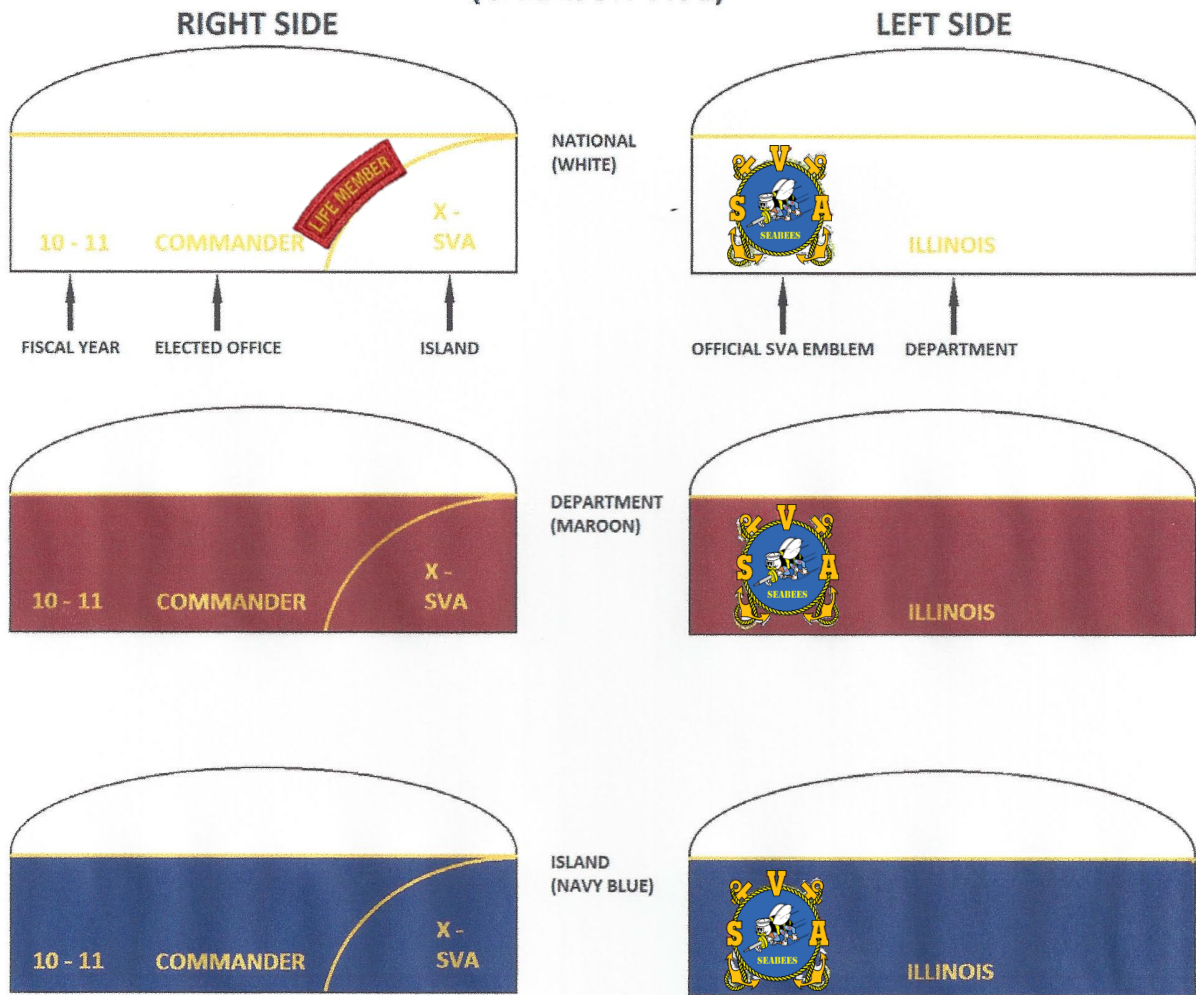 RIGHT SIDE
LEFT SIDE
NATIONAL
(WHITE)
LIFE MEMBER
10 - 11 COMMANDER
X -
SVA
V
S A
SEABEES
ILLINOIS
FISCAL YEAR ELECTED OFFICE ISLAND
OFFICIAL SVA EMBLEM DEPARTMENT
DEPARTMENT
(MAROON)
10 - 11 COMMANDER
X -
SVA
V
S A
SEABEES
ILLINOIS
ISLAND
(NAVY BLUE)
10 - 11 COMMANDER
X -
SVA
V
S A
SEABEES
ILLINOIS